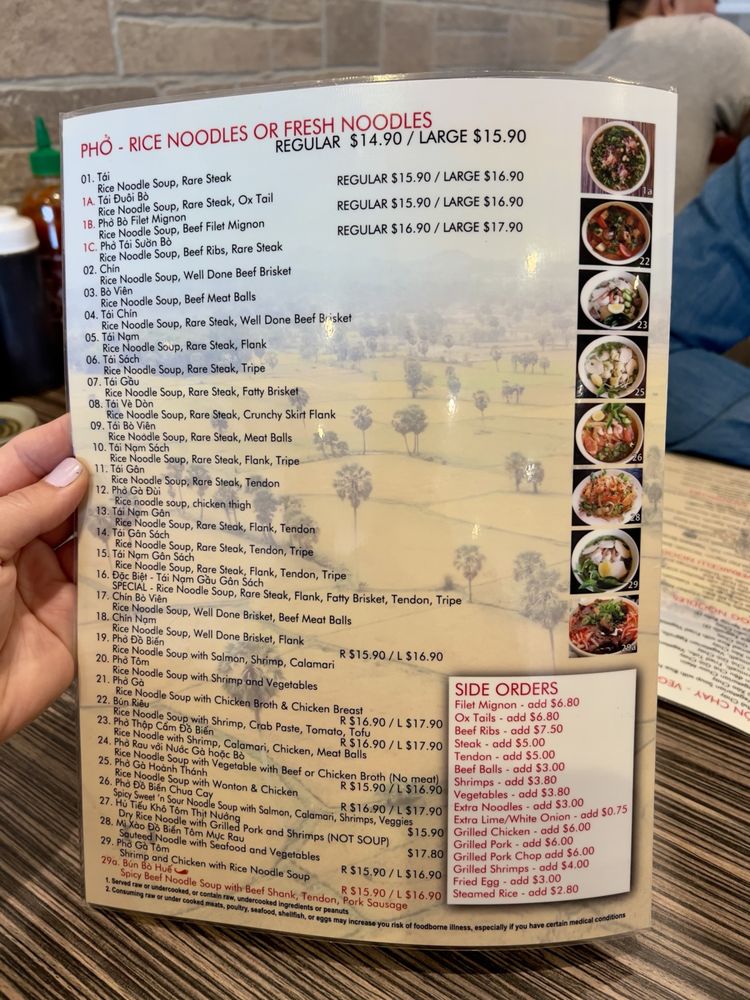 PHỞ - RICE NOODLES OR FRESH NOODLES
REGULAR $14.90 / LARGE $15.90
01. Tái
Rice Noodle Soup, Rare Steak
1A. Tái Đuôi Bò REGULAR $15.90 / LARGE $16.90
Rice Noodle Soup, Rare Steak, Ox Tail
1B. Phở Bò Filet Mignon REGULAR $15.90 / LARGE $16.90
Rice Noodle Soup, Beef Filet Mignon
1C. Phở Tái Sườn Bò REGULAR $16.90 / LARGE $17.90
Rice Noodle Soup, Beef Ribs, Rare Steak
02. Chín
Rice Noodle Soup, Well Done Beef Brisket
03. Bò Viên
Rice Noodle Soup, Beef Meat Balls
04. Tái Chín
Rice Noodle Soup, Rare Steak, Well Done Beef Brisket
05. Tái Nạm
Rice Noodle Soup, Rare Steak, Flank
06. Tái Sách
Rice Noodle Soup, Rare Steak, Tripe
07. Tái Gầu
Rice Noodle Soup, Rare Steak, Fatty Brisket
08. Tái Vè Dòn
Rice Noodle Soup, Rare Steak, Crunchy Skirt Flank
09. Tái Bò Viên
Rice Noodle Soup, Rare Steak, Meat Balls
10. Tái Nạm Sách
Rice Noodle Soup, Rare Steak, Flank, Tripe
11. Tái Gân
Rice Noodle Soup, Rare Steak, Tendon
12. Phở Gà Đùi
Rice noodle soup, chicken thigh
13. Tái Nạm Gân
Rice Noodle Soup, Rare Steak, Flank, Tendon
14. Tái Gân Sách
Rice Noodle Soup, Rare Steak, Tendon, Tripe
15. Tái Nạm Gân Sách
Rice Noodle Soup, Rare Steak, Flank, Tendon, Tripe
16. Đặc Biệt - Tái Nạm Gầu Gân Sách
SPECIAL - Rice Noodle Soup, Rare Steak, Flank, Fatty Brisket, Tendon, Tripe
17. Chín Bò Viên
Rice Noodle Soup, Well Done Brisket, Beef Meat Balls
18. Chín Nạm
Rice Noodle Soup, Well Done Brisket, Flank
19. Phở Đồ Biển R $15.90 / L $16.90
Rice Noodle Soup with Salmon, Shrimp, Calamari
20. Phở Tôm
Rice Noodle Soup with Shrimp and Vegetables
21. Phở Gà
Rice Noodle Soup with Chicken Broth & Chicken Breast
22. Bún Riêu R $16.90 / L $17.90
Rice Noodle Soup with Shrimp, Crab Paste, Tomato, Tofu
23. Phở Thập Cẩm Đồ Biển R $16.90 / L $17.90
Rice Noodle with Shrimp, Calamari, Chicken, Meat Balls
24. Phở Rau với Nước Gà hoặc Bò
Rice Noodle Soup with Vegetable with Beef or Chicken Broth (No meat)
25. Phở Gà Hoành Thánh R $15.90 / L $16.90
Rice Noodle Soup with Wonton & Chicken
26. Phở Đồ Biển Chua Cay R $16.90 / L $17.90
Spicy Sweet 'n Sour Noodle Soup with Salmon, Calamari, Shrimps, Veggies
27. Hủ Tiếu Khô Tôm Thịt Nướng $15.90
Dry Rice Noodle with Grilled Pork and Shrimps (NOT SOUP)
28. Mì Xào Đồ Biển Tôm Mực Rau $17.80
Sauteed Noodle with Seafood and Vegetables
29. Phở Gà Tôm R $15.90 / L $16.90
Shrimp and Chicken with Rice Noodle Soup
29a. Bún Bò Huế R $15.90 / L $16.90
Spicy Beef Noodle Soup with Beef Shank, Tendon, Pork Sausage
1. Served raw or undercooked, or contain raw, undercooked ingredients or peanuts
2. Consuming raw or under cooked meats, poultry, seafood, shellfish, or eggs may increase you risk of foodborne illness, especially if you have certain medical conditions
1a
22
23
25
26
28
29
29a
SIDE ORDERS
Filet Mignon - add $6.80
Ox Tails - add $6.80
Beef Ribs - add $7.50
Steak - add $5.00
Tendon - add $5.00
Beef Balls - add $3.00
Shrimps - add $3.80
Vegetables - add $3.80
Extra Noodles - add $3.00
Extra Lime/White Onion - add $0.75
Grilled Chicken - add $6.00
Grilled Pork - add $6.00
Grilled Pork Chop add $6.00
Grilled Shrimps - add $4.00
Fried Egg - add $3.00
Steamed Rice - add $2.80